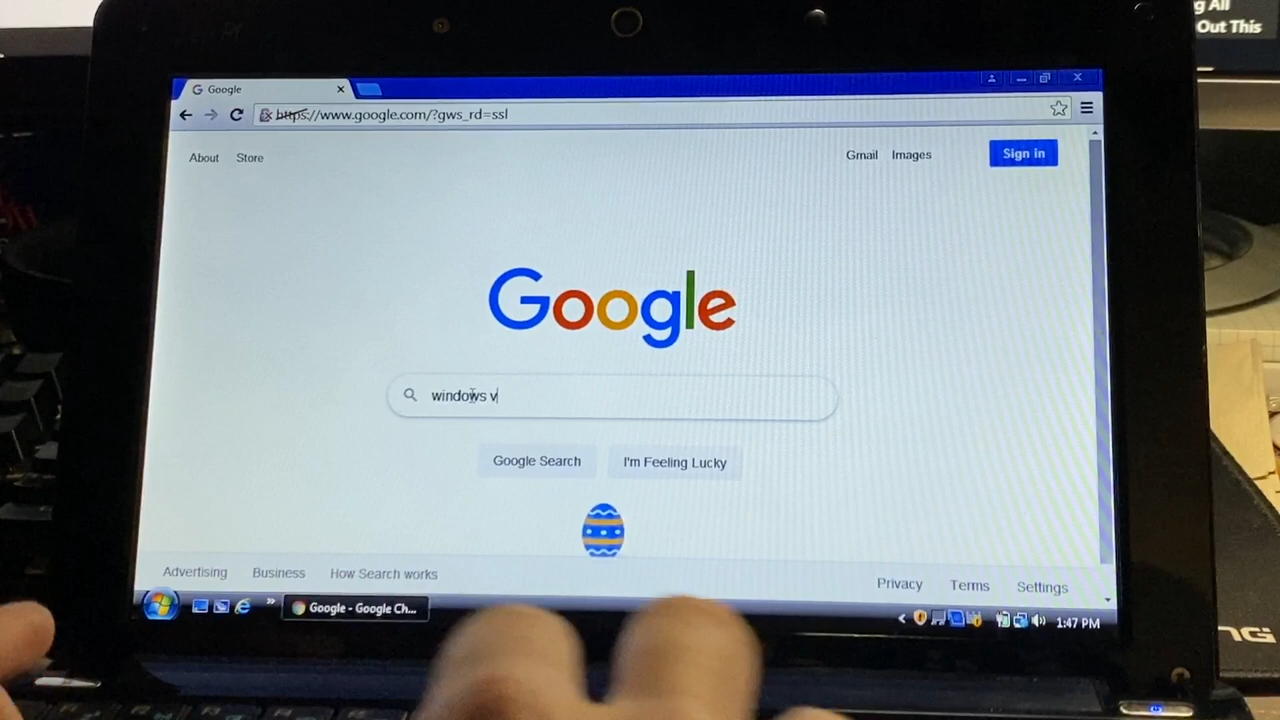 g All
Out This
Google
https://www.google.com/?gws_rd=ssl
About Store
Gmail Images Sign in
Google
windows v
Google Search I'm Feeling Lucky
Advertising Business How Search works
Privacy Terms Settings
Google - Google Ch...
1:47 PM